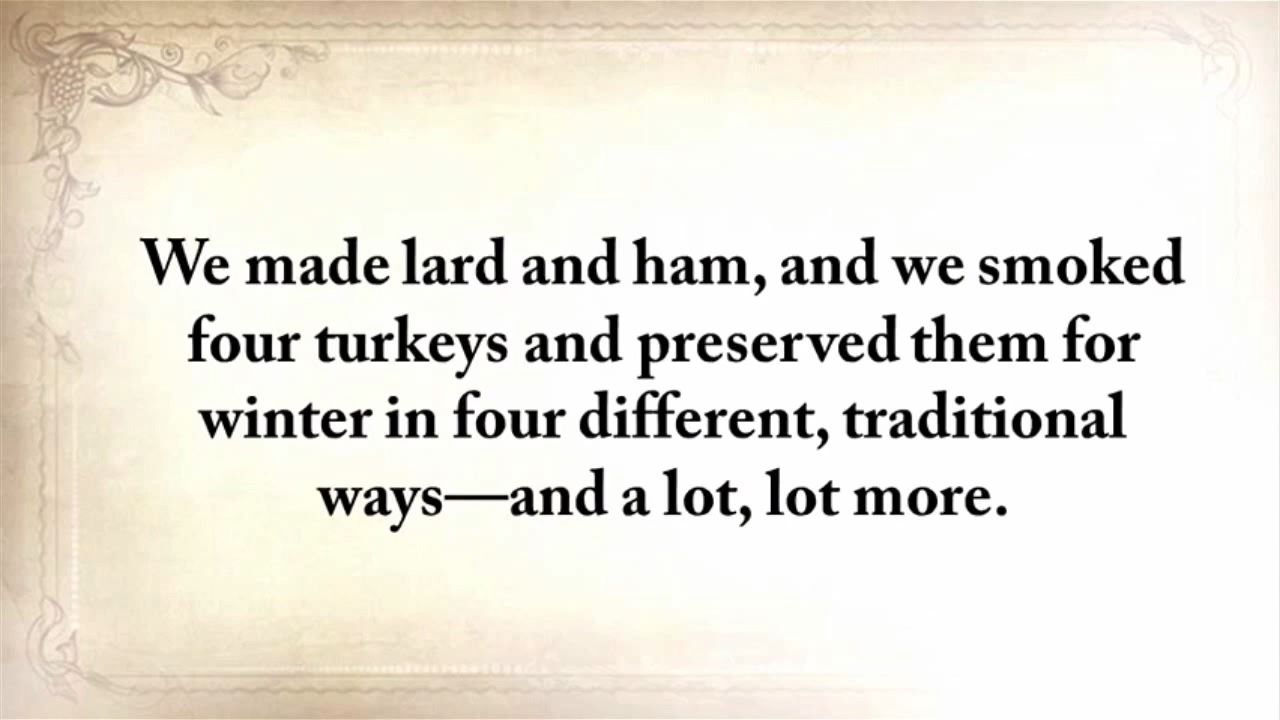 We made lard and ham, and we smoked
four turkeys and preserved them for
winter in four different, traditional
ways—and a lot, lot more.